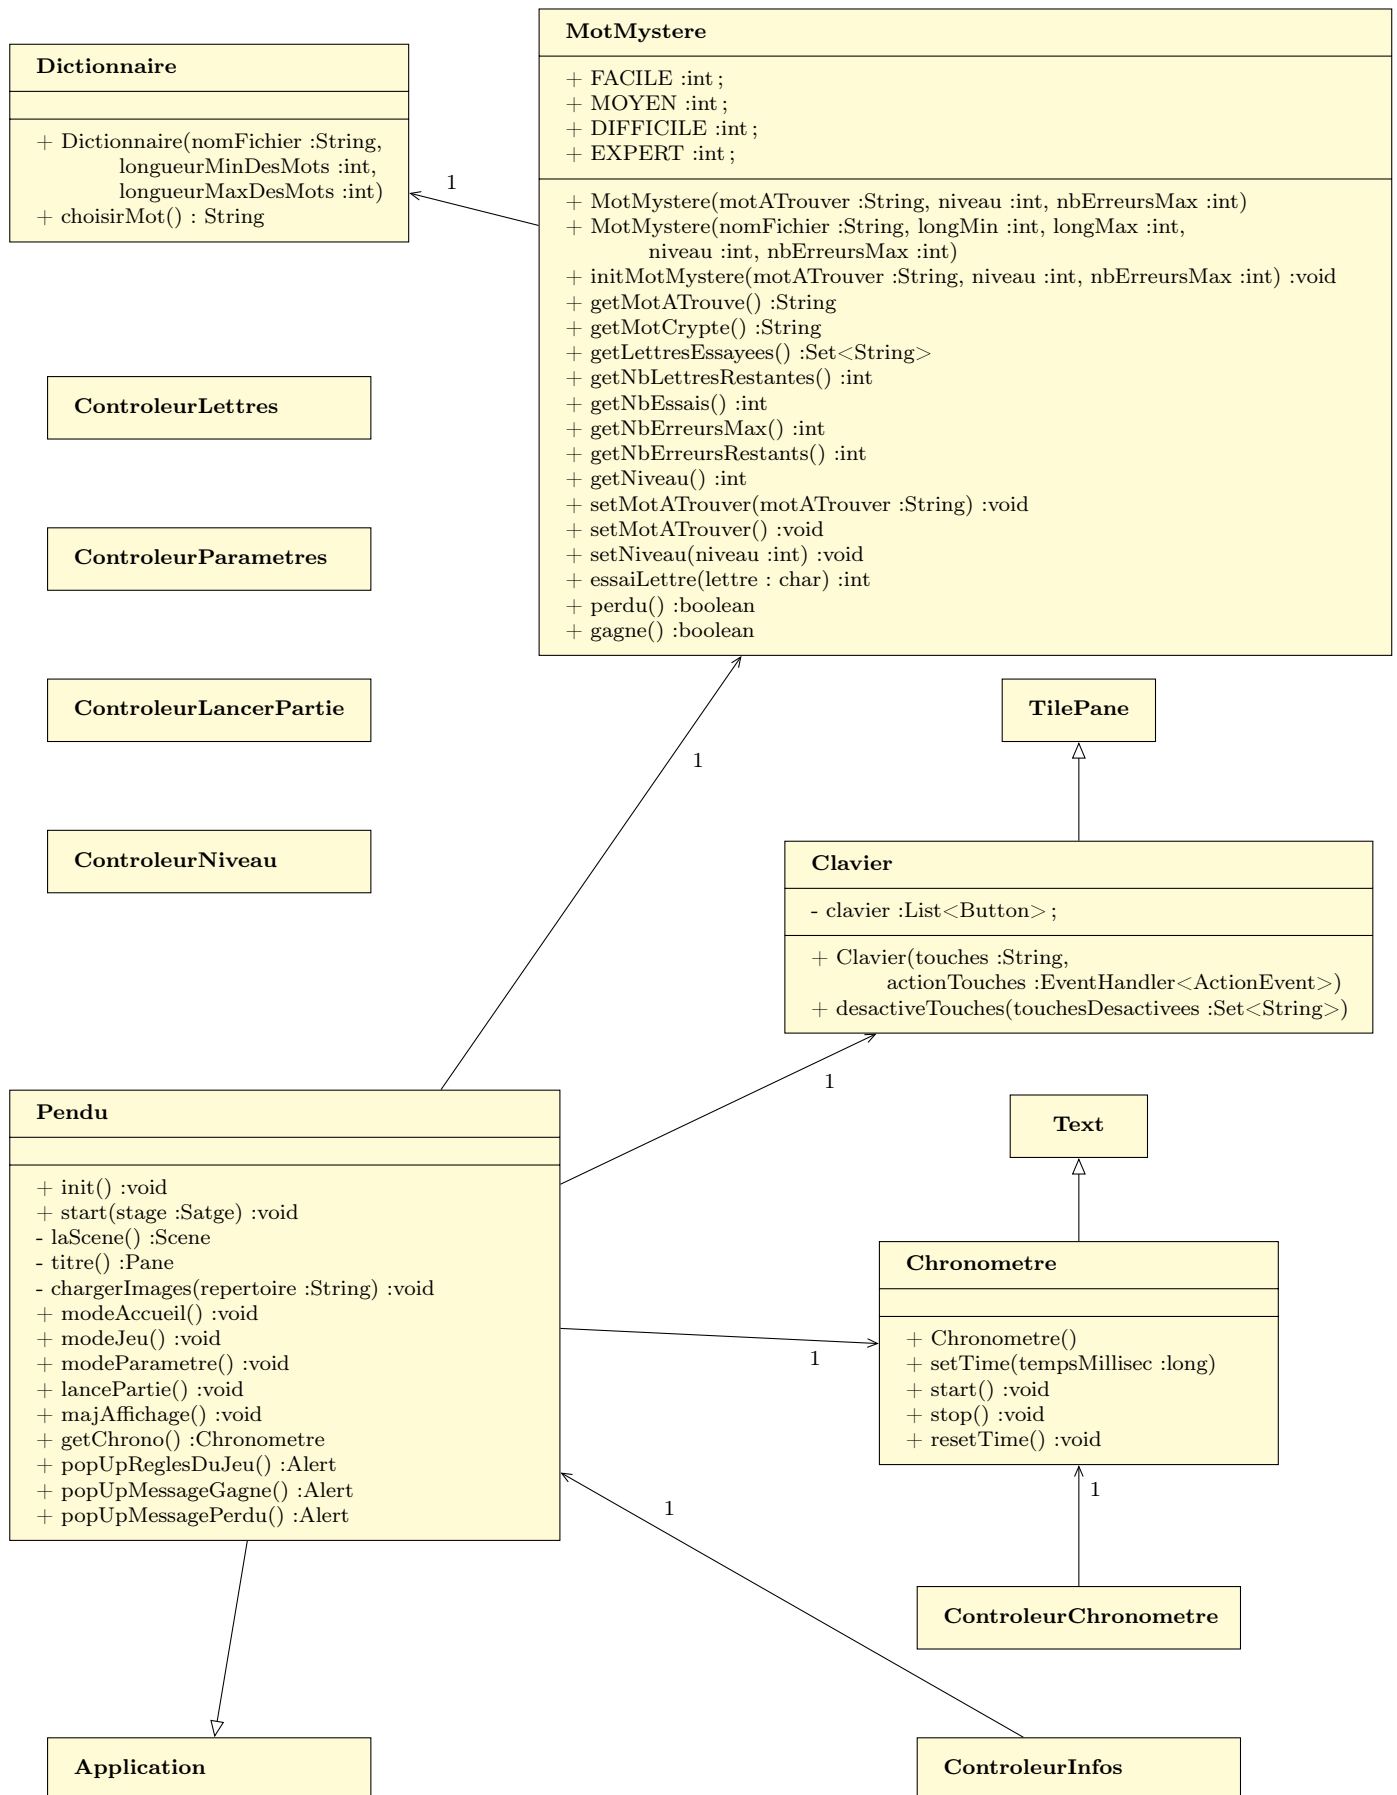 MotMystere
+ FACILE :int ;
+ MOYEN :int ;
+ DIFFICILE :int ;
+ EXPERT :int ;
+ MotMystere(motATrouver :String, niveau :int, nbErreursMax :int)
+ MotMystere(nomFichier :String, longMin :int, longMax :int,
niveau :int, nbErreursMax :int)
+ initMotMystere(motATrouver :String, niveau :int, nbErreursMax :int) :void
+ getMotATrouve() :String
+ getMotCrypte() :String
+ getLettresEssayees() :Set<String>
+ getNbLettresRestantes() :int
+ getNbEssais() :int
+ getNbErreursMax() :int
+ getNbErreursRestants() :int
+ getNiveau() :int
+ setMotATrouver(motATrouver :String) :void
+ setMotATrouver() :void
+ setNiveau(niveau :int) :void
+ essaiLettre(lettre : char) :int
+ perdu() :boolean
+ gagne() :boolean
Dictionnaire
+ Dictionnaire(nomFichier :String,
longueurMinDesMots :int,
longueurMaxDesMots :int)
+ choisirMot() : String
1
ControleurLettres
ControleurParametres
ControleurLancerPartie
ControleurNiveau
1
TilePane
Clavier
- clavier :List<Button> ;
+ Clavier(touches :String,
actionTouches :EventHandler<ActionEvent>)
+ desactiveTouches(touchesDesactivees :Set<String>)
1
Pendu
+ init() :void
+ start(stage :Satge) :void
- laScene() :Scene
- titre() :Pane
- chargerImages(repertoire :String) :void
+ modeAccueil() :void
+ modeJeu() :void
+ modeParametre() :void
+ lancePartie() :void
+ majAffichage() :void
+ getChrono() :Chronometre
+ popUpReglesDuJeu() :Alert
+ popUpMessageGagne() :Alert
+ popUpMessagePerdu() :Alert
Text
Chronometre
+ Chronometre()
+ setTime(tempsMillisec :long)
+ start() :void
+ stop() :void
+ resetTime() :void
1
1
1
ControleurChronometre
Application
ControleurInfos